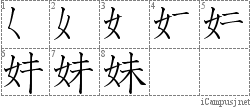 1 2 3 女 4 5
6 7 8 妹
iCampusj.net